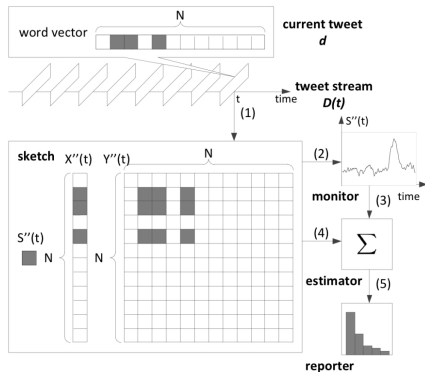 N
current tweet
word vector
d
tweet stream
t
time
D(t)
(1)
S''(t)
sketch
X''(t)
Y''(t)
N
(2)
monitor
time
(3)
S''(t)
N
N
(4)
Σ
estimator
(5)
reporter